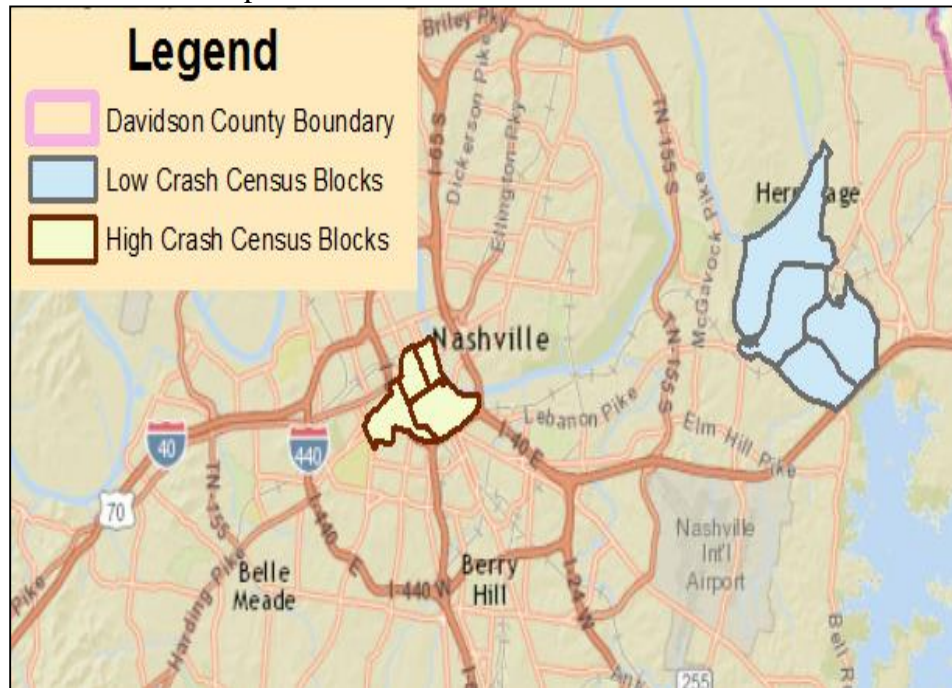 Legend
Davidson County Boundary
Low Crash Census Blocks
High Crash Census Blocks
Briley Pky
I-65 S
Dickerson Pike
Ellington Pky
TN-155 S
McGavock Pike
Nashville
Lebanon Pike
TN-155 S
Elm Hill Pike
I-40 E
40
440
70
TN-155
I-440 E
Harding Pike
Pike
Belle
Meade
I-440 W
Berry
Hill
I-24 W
Nashville
Int'l
Airport
255